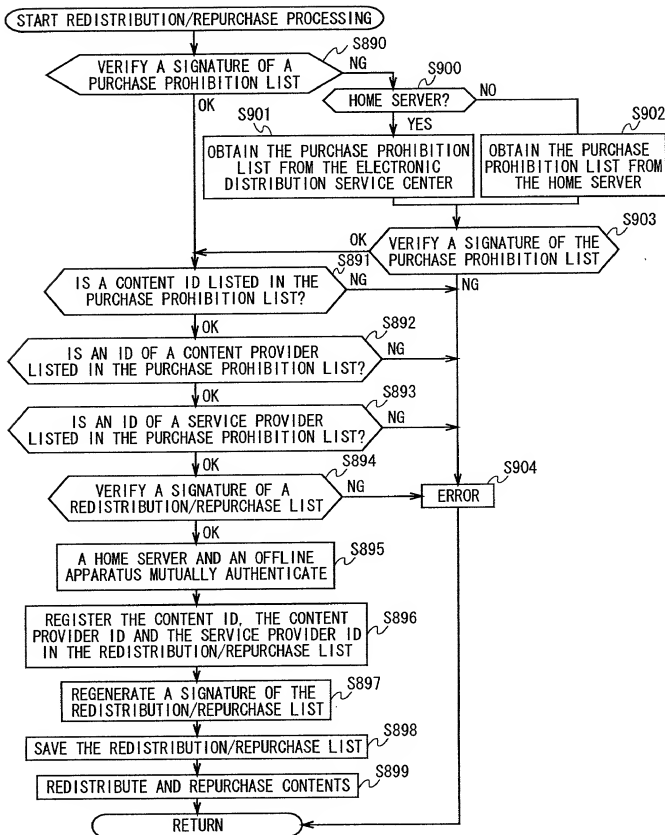 START REDISTRIBUTION/REPURCHASE PROCESSING
S890
VERIFY A SIGNATURE OF A
PURCHASE PROHIBITION LIST
NG
OK
S900
HOME SERVER?
NO
YES
S901
OBTAIN THE PURCHASE PROHIBITION
LIST FROM THE ELECTRONIC
DISTRIBUTION SERVICE CENTER
S902
OBTAIN THE PURCHASE
PROHIBITION LIST FROM
THE HOME SERVER
S903
OK
VERIFY A SIGNATURE OF THE
PURCHASE PROHIBITION LIST
NG
S891
IS A CONTENT ID LISTED IN THE
PURCHASE PROHIBITION LIST?
NG
OK
S892
IS AN ID OF A CONTENT PROVIDER
LISTED IN THE PURCHASE PROHIBITION LIST?
NG
OK
S893
IS AN ID OF A SERVICE PROVIDER
LISTED IN THE PURCHASE PROHIBITION LIST?
NG
OK
S894
VERIFY A SIGNATURE OF A
REDISTRIBUTION/REPURCHASE LIST
NG
S904
ERROR
OK
S895
A HOME SERVER AND AN OFFLINE
APPARATUS MUTUALLY AUTHENTICATE
S896
REGISTER THE CONTENT ID, THE CONTENT
PROVIDER ID AND THE SERVICE PROVIDER ID
IN THE REDISTRIBUTION/REPURCHASE LIST
S897
REGENERATE A SIGNATURE OF THE
REDISTRIBUTION/REPURCHASE LIST
S898
SAVE THE REDISTRIBUTION/REPURCHASE LIST
S899
REDISTRIBUTE AND REPURCHASE CONTENTS
RETURN